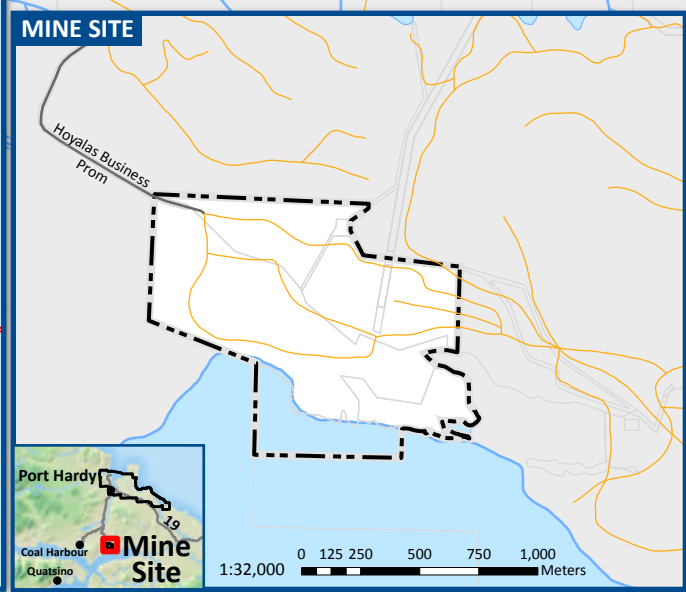 MINE SITE
Hoyalas Business
Prom
Port Hardy
19
Coal Harbour
Mine
Site
Quatsino
1:32,000
0 125 250 500 750 1,000
Meters